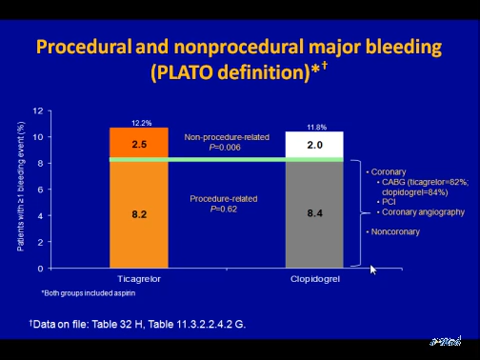 Procedural and nonprocedural major bleeding
(PLATO definition)*†
Patients with ≥1 bleeding event (%)
12
10
8
6
4
2
0
12.2%
2.5
8.2
Non-procedure-related
P=0.006
Procedure-related
P=0.62
11.8%
2.0
8.4
• Coronary
• CABG (ticagrelor=82%;
clopidogrel=84%)
• PCI
• Coronary angiography
• Noncoronary
Ticagrelor
Clopidogrel
*Both groups included aspirin
†Data on file: Table 32 H, Table 11.3.2.2.4.2 G.